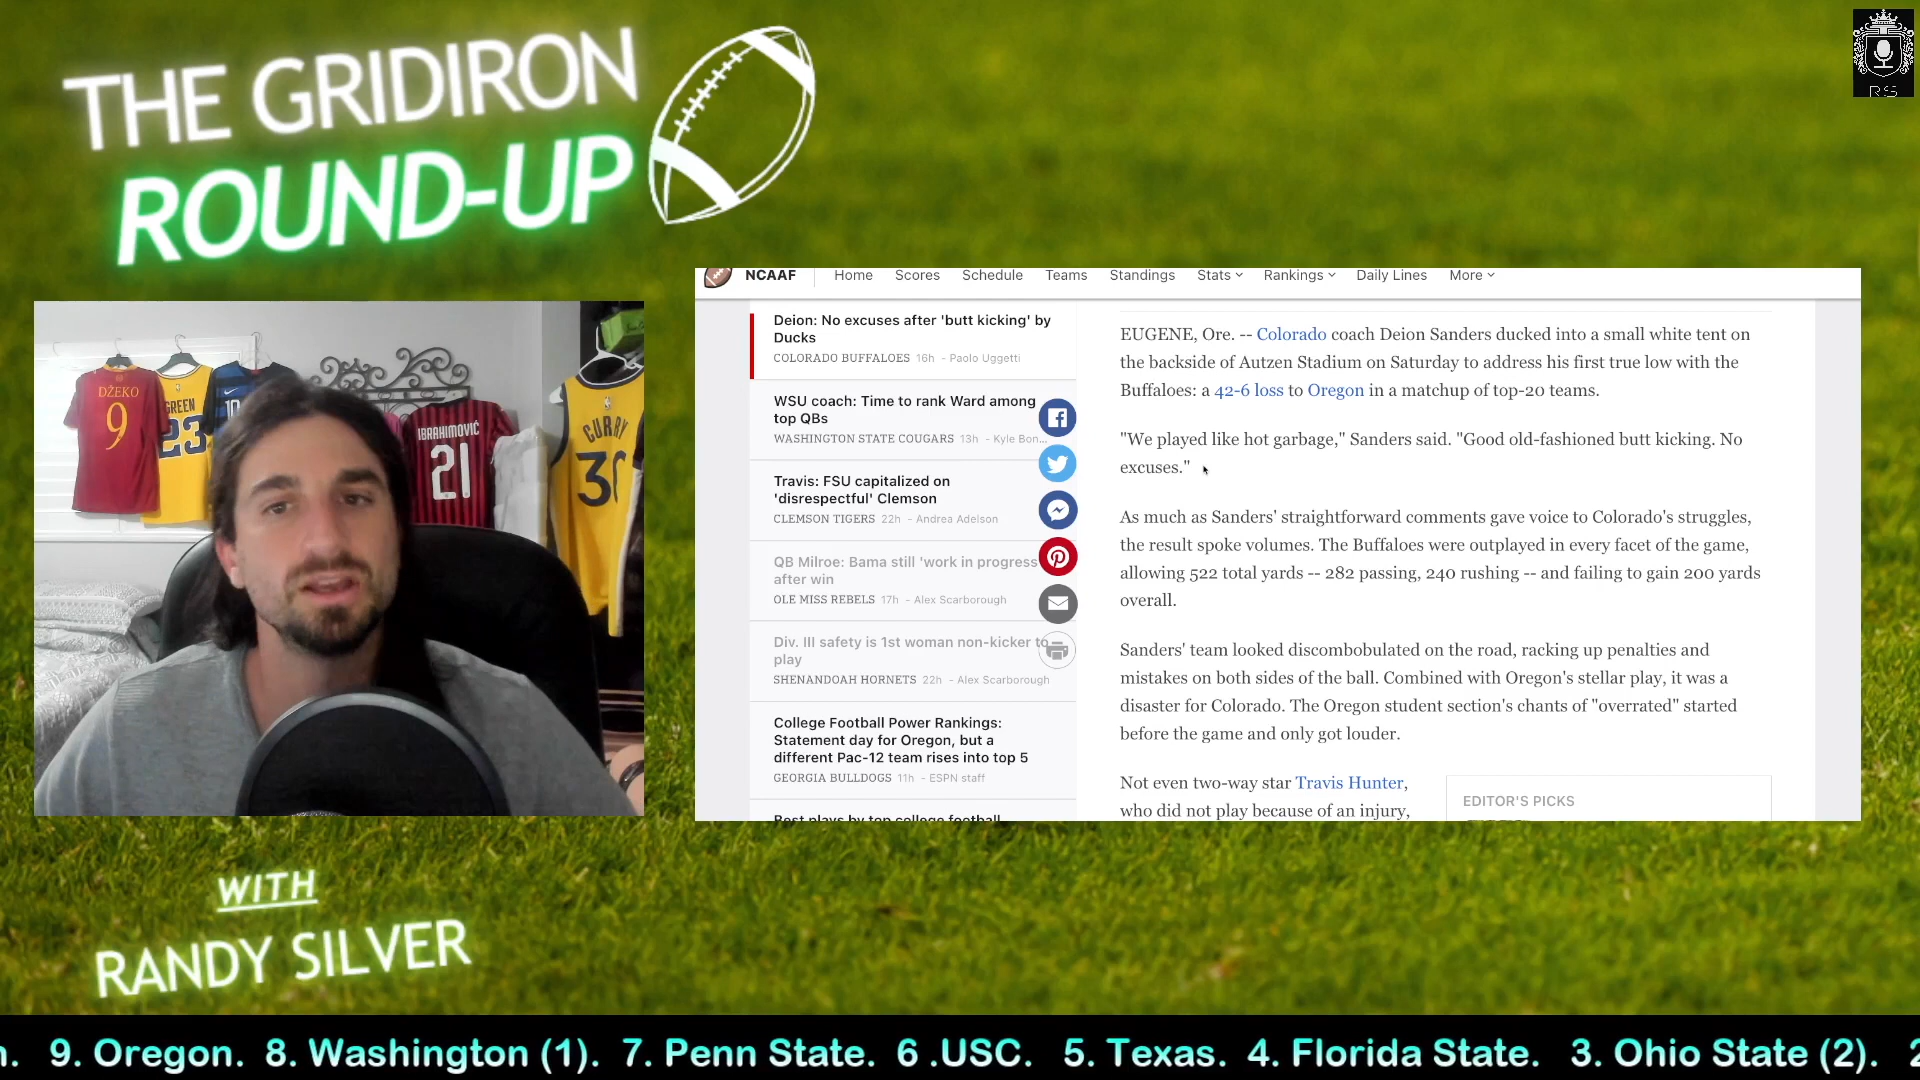 THE GRIDIRON
ROUND-UP
RS
NCAAF
Home
Scores
Schedule
Teams
Standings
Stats
Rankings
Daily Lines
More
Deion: No excuses after 'butt kicking' by
Ducks
COLORADO BUFFALOES 16h - Paolo Uggetti
WSU coach: Time to rank Ward among
top QBs
WASHINGTON STATE COUGARS 13h - Kyle Bon...
Travis: FSU capitalized on
'disrespectful' Clemson
CLEMSON TIGERS 22h - Andrea Adelson
QB Milroe: Bama still 'work in progress'
after win
OLE MISS REBELS 17h - Alex Scarborough
Div. III safety is 1st woman non-kicker to
play
SHENANDOAH HORNETS 22h - Alex Scarborough
College Football Power Rankings:
Statement day for Oregon, but a
different Pac-12 team rises into top 5
GEORGIA BULLDOGS 11h - ESPN staff
Best plays by top college football
EUGENE, Ore. -- Colorado coach Deion Sanders ducked into a small white tent on
the backside of Autzen Stadium on Saturday to address his first true low with the
Buffaloes: a 42-6 loss to Oregon in a matchup of top-20 teams.
"We played like hot garbage," Sanders said. "Good old-fashioned butt kicking. No
excuses."
As much as Sanders' straightforward comments gave voice to Colorado's struggles,
the result spoke volumes. The Buffaloes were outplayed in every facet of the game,
allowing 522 total yards -- 282 passing, 240 rushing -- and failing to gain 200 yards
overall.
Sanders' team looked discombobulated on the road, racking up penalties and
mistakes on both sides of the ball. Combined with Oregon's stellar play, it was a
disaster for Colorado. The Oregon student section's chants of "overrated" started
before the game and only got louder.
Not even two-way star Travis Hunter,
who did not play because of an injury,
EDITOR'S PICKS
DŽEKO
9
GREEN
23
10
IBRAHIMOVIĆ
21
CURRY
30
WITH
RANDY SILVER
9. Oregon. 8. Washington (1). 7. Penn State. 6 .USC. 5. Texas. 4. Florida State. 3. Ohio State (2).